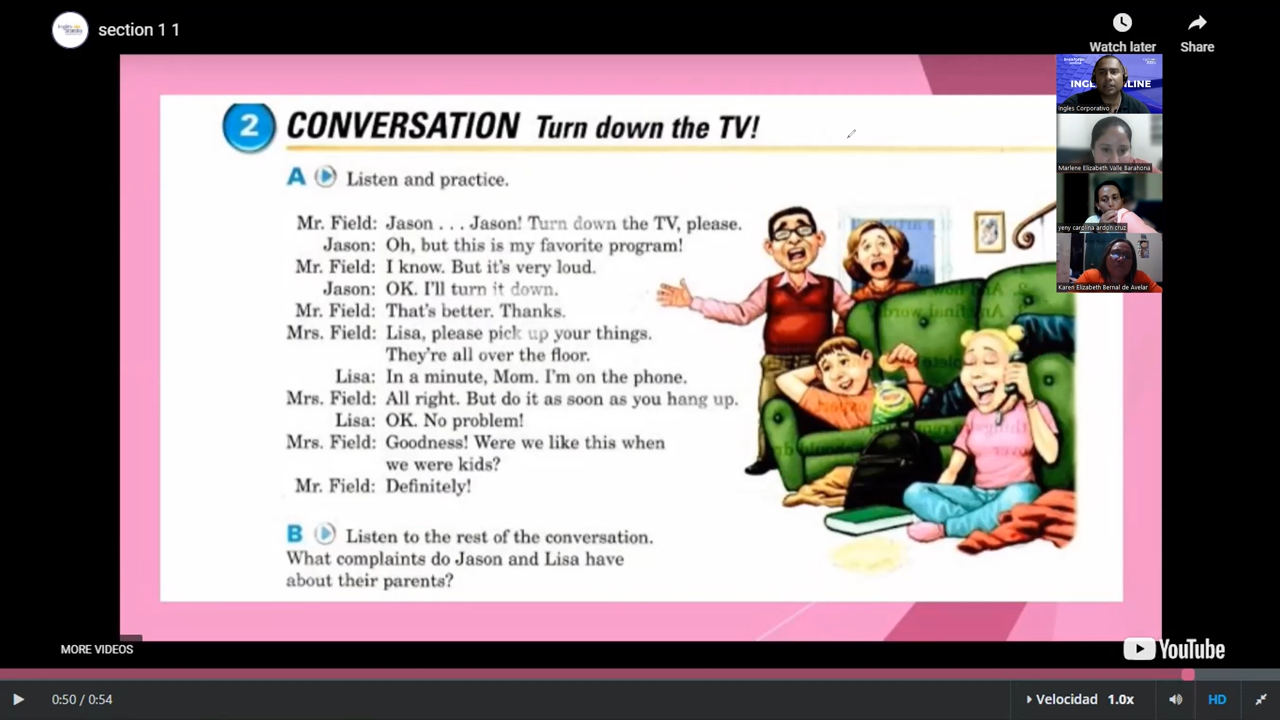 section 1 1
Watch later
Share
INGL
NLINE
Ingles Corporativo
Marlene Elizabeth Valle Barahona
yeny carolina ardon cruz
Karen Elizabeth Bernal de Avelar
2 CONVERSATION Turn down the TV!
A Listen and practice.
Mr. Field: Jason . . . Jason! Turn down the TV, please.
Jason: Oh, but this is my favorite program!
Mr. Field: I know. But it's very loud.
Jason: OK. I'll turn it down.
Mr. Field: That's better. Thanks.
Mrs. Field: Lisa, please pick up your things.
They're all over the floor.
Lisa: In a minute, Mom. I'm on the phone.
Mrs. Field: All right. But do it as soon as you hang up.
Lisa: OK. No problem!
Mrs. Field: Goodness! Were we like this when
we were kids?
Mr. Field: Definitely!
B Listen to the rest of the conversation.
What complaints do Jason and Lisa have
about their parents?
MORE VIDEOS
YouTube
0:50 / 0:54
Velocidad 1.0x
HD